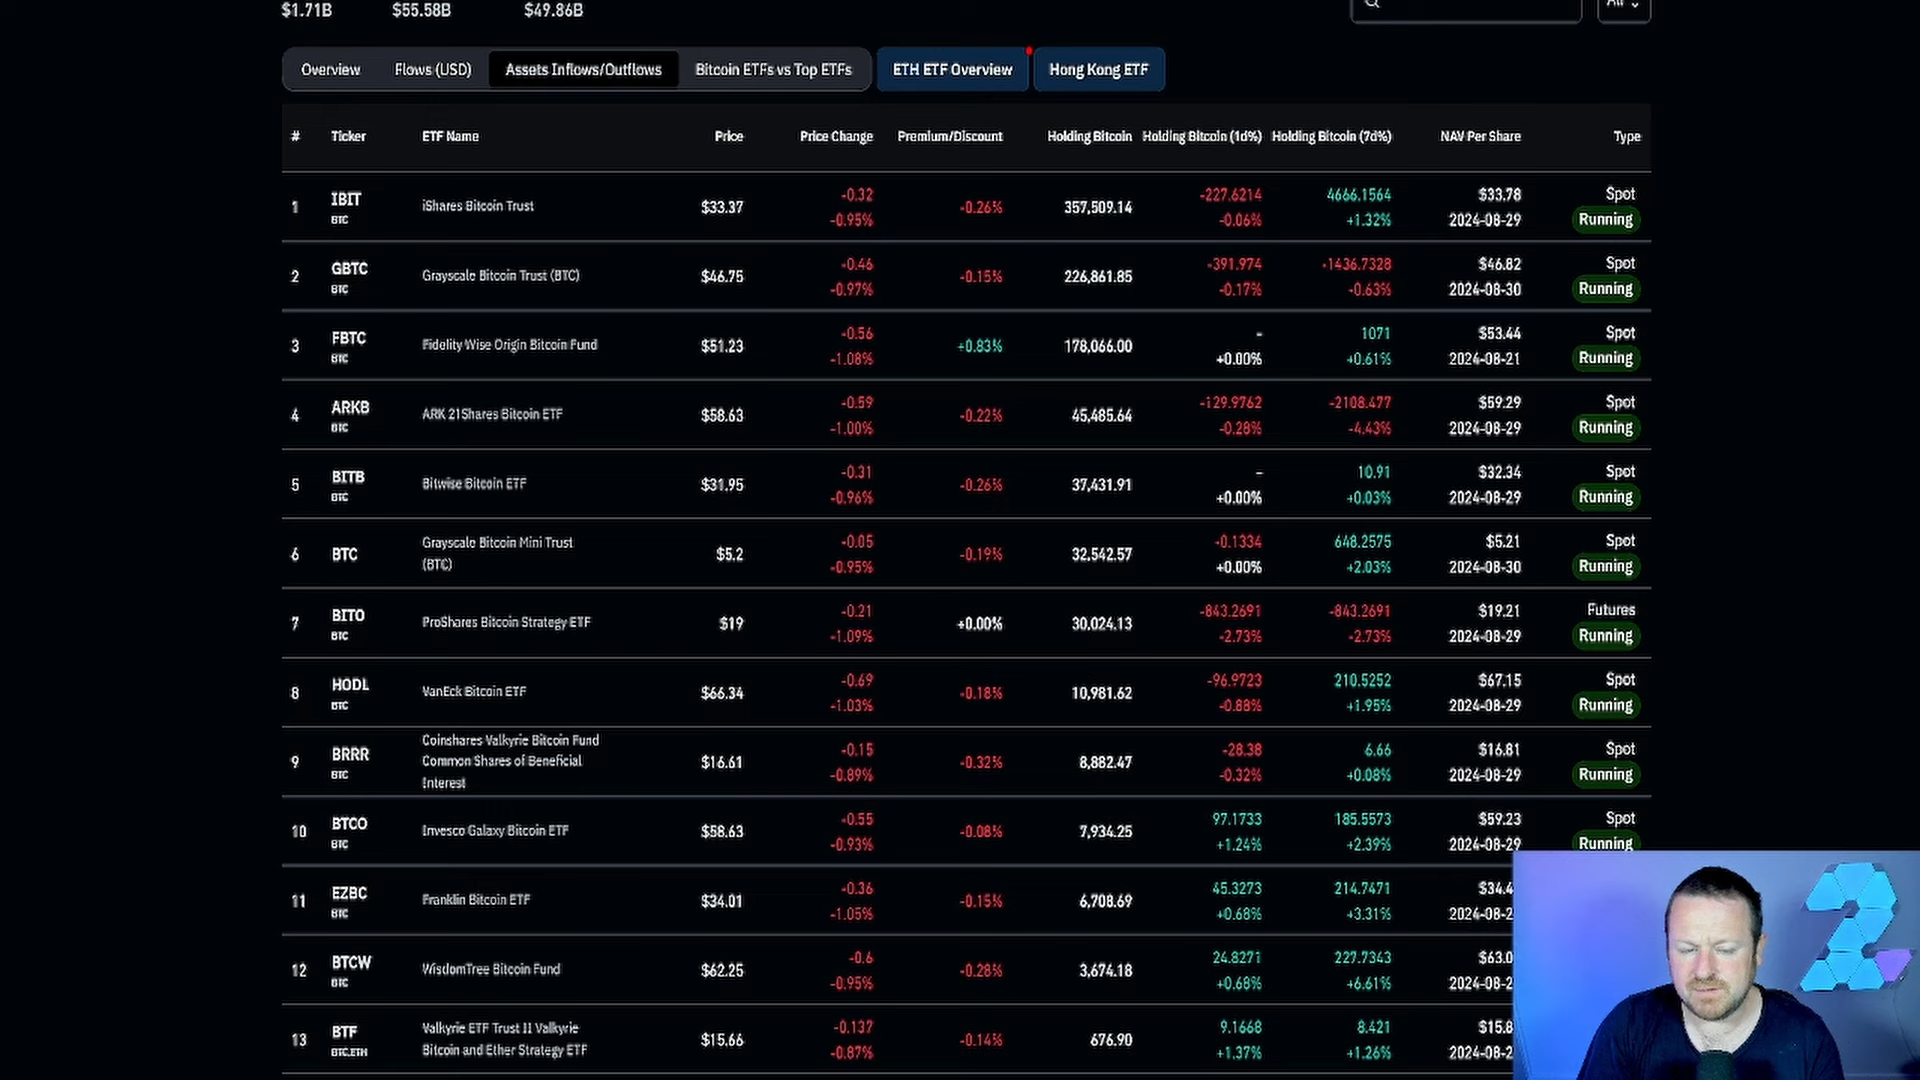 $1.71B $55.58B $49.86B
Overview Flows (USD) Assets Inflows/Outflows Bitcoin ETFs vs Top ETFs ETH ETF Overview Hong Kong ETF
# Ticker ETF Name Price Price Change Premium/Discount Holding Bitcoin Holding Bitcoin (1d%) Holding Bitcoin (7d%) NAV Per Share Type
1 IBIT BTC iShares Bitcoin Trust $33.37 -0.32 -0.95% -0.26% 357,509.14 -227.6214 -0.06% 4666.1564 +1.32% $33.78 2024-08-29 Spot Running
2 GBTC BTC Grayscale Bitcoin Trust (BTC) $46.75 -0.46 -0.97% -0.15% 226,861.85 -391.974 -0.17% -1436.7328 -0.63% $46.82 2024-08-30 Spot Running
3 FBTC BTC Fidelity Wise Origin Bitcoin Fund $51.23 -0.56 -1.08% +0.83% 178,066.00 - +0.00% 1071 +0.61% $53.44 2024-08-21 Spot Running
4 ARKB BTC ARK 21Shares Bitcoin ETF $58.63 -0.59 -1.00% -0.22% 45,485.64 -129.9762 -0.28% -2108.477 -4.43% $59.29 2024-08-29 Spot Running
5 BITB BTC Bitwise Bitcoin ETF $31.95 -0.31 -0.96% -0.26% 37,431.91 - +0.00% 10.91 +0.03% $32.34 2024-08-29 Spot Running
6 BTC Grayscale Bitcoin Mini Trust (BTC) $5.2 -0.05 -0.95% -0.19% 32,542.57 -0.1334 +0.00% 648.2575 +2.03% $5.21 2024-08-30 Spot Running
7 BITO BTC ProShares Bitcoin Strategy ETF $19 -0.21 -1.09% +0.00% 30,024.13 -843.2691 -2.73% -843.2691 -2.73% $19.21 2024-08-29 Futures Running
8 HODL BTC VanEck Bitcoin ETF $66.34 -0.69 -1.03% -0.18% 10,981.62 -96.9723 -0.88% 210.5252 +1.95% $67.15 2024-08-29 Spot Running
9 BRRR BTC Coinshares Valkyrie Bitcoin Fund Common Shares of Beneficial Interest $16.61 -0.15 -0.89% -0.32% 8,882.47 -28.38 -0.32% 6.66 +0.08% $16.81 2024-08-29 Spot Running
10 BTCO BTC Invesco Galaxy Bitcoin ETF $58.63 -0.55 -0.93% -0.08% 7,934.25 97.1733 +1.24% 185.5573 +2.39% $59.23 2024-08-29 Spot Running
11 EZBC BTC Franklin Bitcoin ETF $34.01 -0.36 -1.05% -0.15% 6,708.69 45.3273 +0.68% 214.7471 +3.31% $34.4 2024-08-2
12 BTCW BTC WisdomTree Bitcoin Fund $62.25 -0.6 -0.95% -0.28% 3,674.18 24.8271 +0.68% 227.7343 +6.61% $63.0 2024-08-2
13 BTF BTC,ETH Valkyrie ETF Trust II Valkyrie Bitcoin and Ether Strategy ETF $15.66 -0.137 -0.87% -0.14% 676.90 9.1668 +1.37% 8.421 +1.26% $15.8 2024-08-2